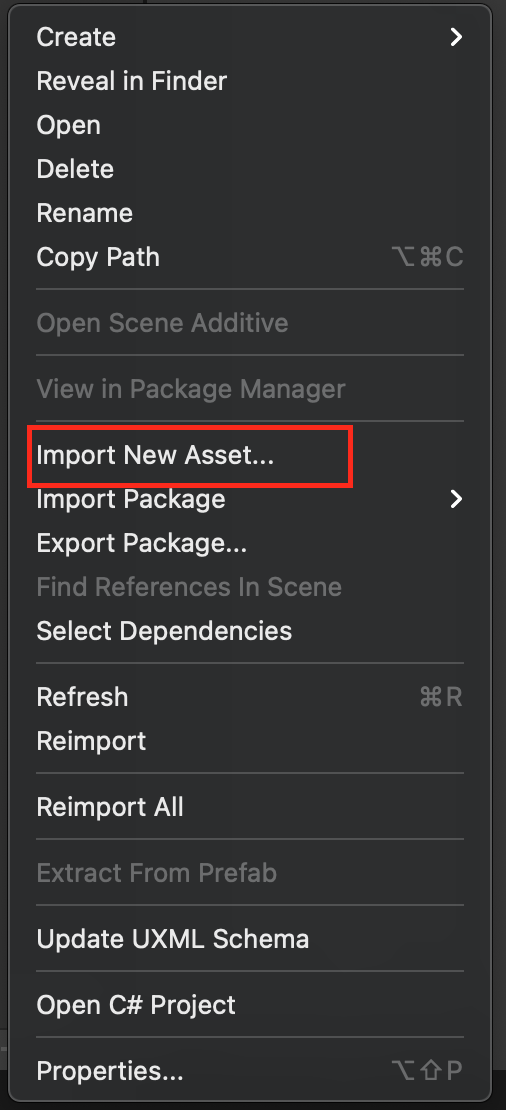 Create
Reveal in Finder
Open
Delete
Rename
Copy Path ⌥⌘C
Open Scene Additive
View in Package Manager
Import New Asset...
Import Package
Export Package...
Find References In Scene
Select Dependencies
Refresh ⌘R
Reimport
Reimport All
Extract From Prefab
Update UXML Schema
Open C# Project
Properties... ⌥⇧P